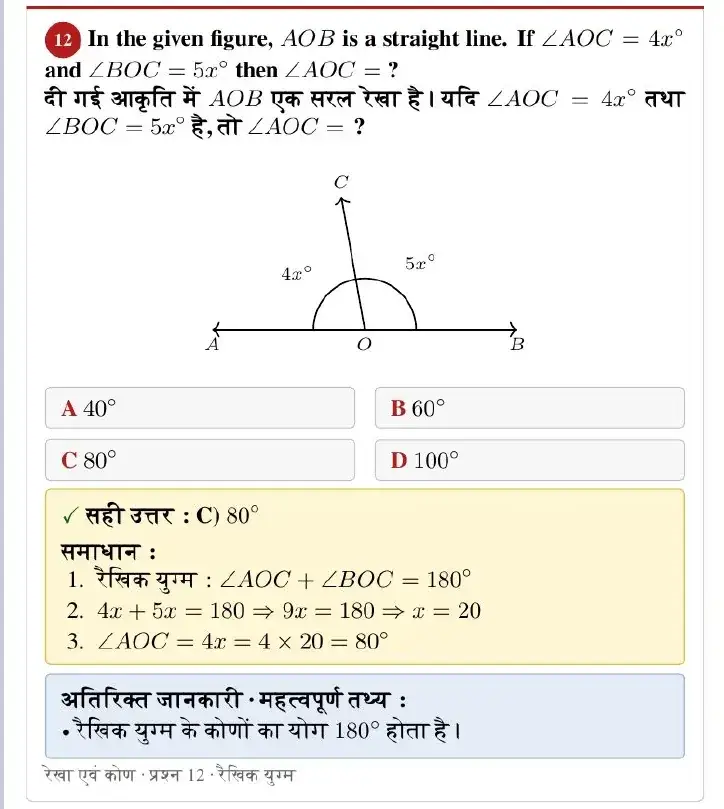 12 In the given figure, AOB is a straight line. If ∠AOC = 4x°
and ∠BOC = 5x° then ∠AOC = ?
दी गई आकृति में AOB एक सरल रेखा है। यदि ∠AOC = 4x° तथा
∠BOC = 5x° है, तो ∠AOC = ?
C
4x°
5x°
A
O
B
A 40°
B 60°
C 80°
D 100°
✓ सही उत्तर : C) 80°
समाधान :
1. रैखिक युग्म : ∠AOC + ∠BOC = 180°
2. 4x + 5x = 180 ⇒ 9x = 180 ⇒ x = 20
3. ∠AOC = 4x = 4 × 20 = 80°
अतिरिक्त जानकारी · महत्वपूर्ण तथ्य :
• रैखिक युग्म के कोणों का योग 180° होता है।
रेखा एवं कोण · प्रश्न 12 · रैखिक युग्म